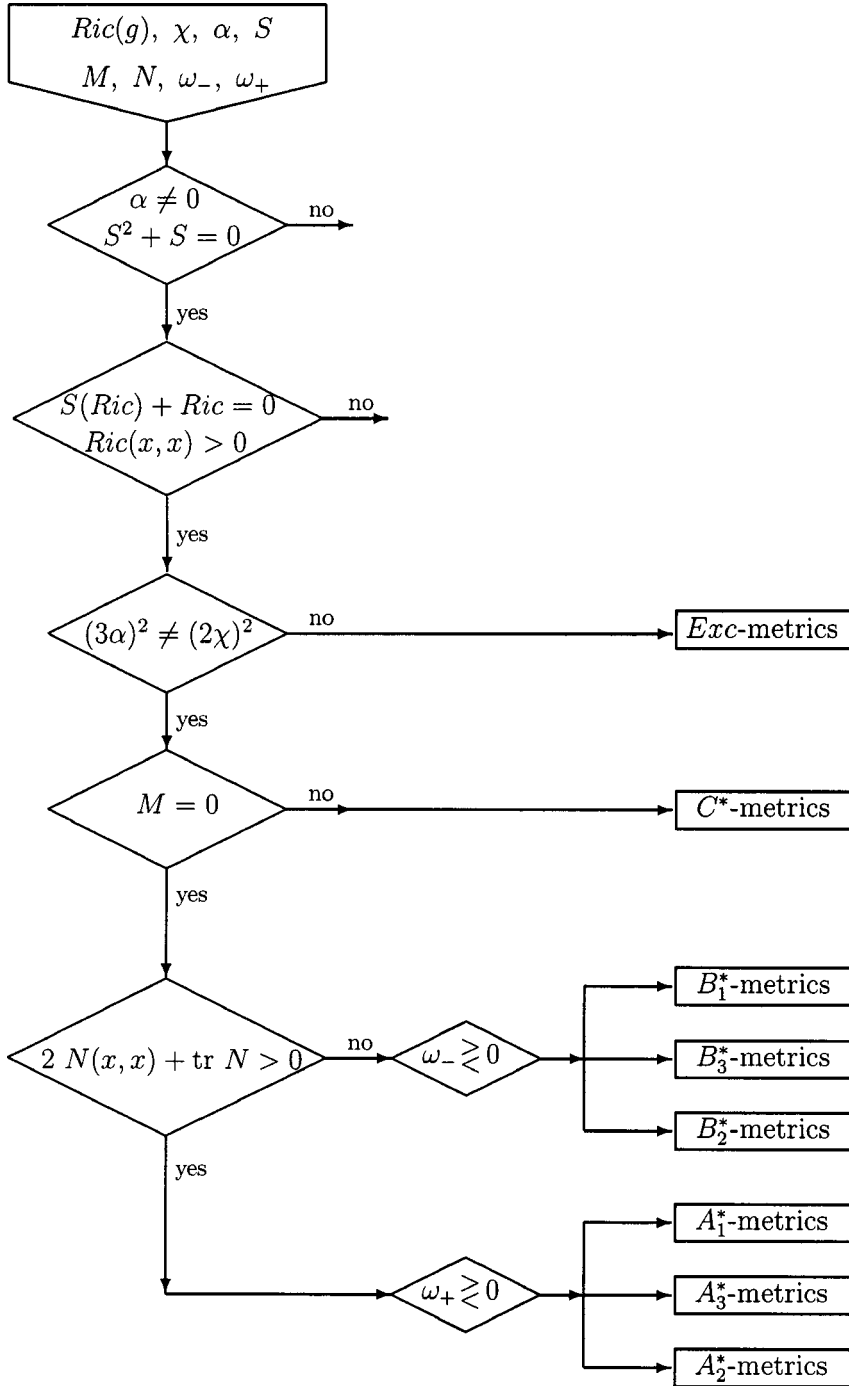 Ric(g), χ, α, S
M, N, ω₋, ω₊
α ≠ 0
S² + S = 0
no
yes
S(Ric) + Ric = 0
Ric(x, x) > 0
no
yes
(3α)² ≠ (2χ)²
no
Exc-metrics
yes
M = 0
no
C*-metrics
yes
B₁*-metrics
2 N(x, x) + tr N > 0
no
ω₋ ⪌ 0
B₃*-metrics
B₂*-metrics
yes
A₁*-metrics
ω₊ ⪌ 0
A₃*-metrics
A₂*-metrics